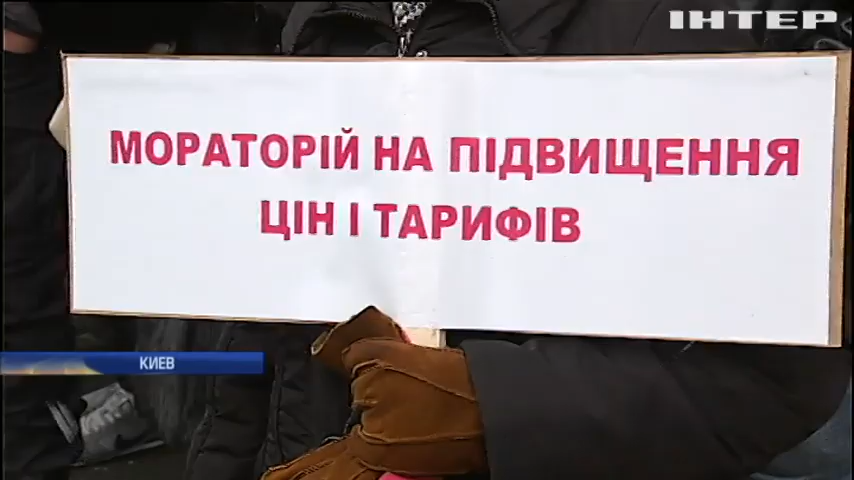 ІНТЕР
МОРАТОРІЙ НА ПІДВИЩЕННЯ
ЦІН І ТАРИФІВ
КИЕВ